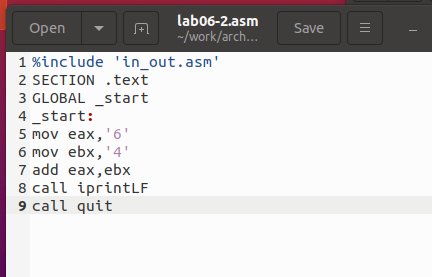 Open
lab06-2.asm
~/work/arch...
Save
1 %include 'in_out.asm'
2 SECTION .text
3 GLOBAL _start
4 _start:
5 mov eax,'6'
6 mov ebx,'4'
7 add eax,ebx
8 call iprintLF
9 call quit